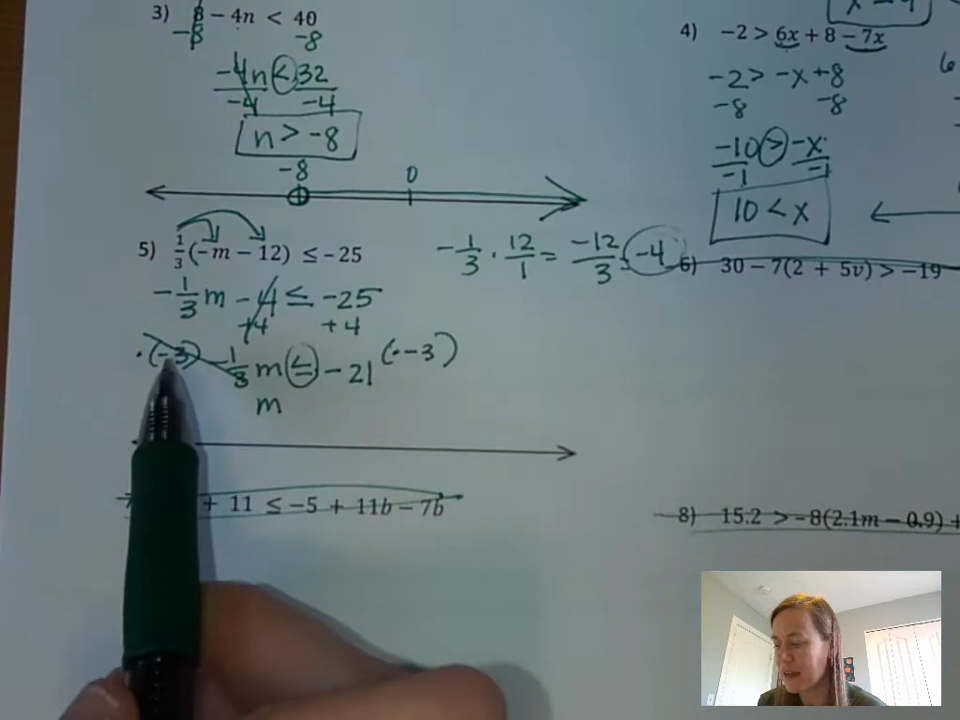 3) 8 - 4n < 40
-8 -8
-4n < 32
-4 -4
n > -8
-8 0
4) -2 > 6x + 8 - 7x
-2 > -x + 8
-8 -8
-10 > -x
-1 -1
10 < x
5) 1/3(-m - 12) ≤ -25
-1/3 · 12/1 = -12/3 = -4
-1/3 m - 4 ≤ -25
+4 +4
·(-3) -1/3 m ≤ -21 (·-3)
m
6) 30 - 7(2 + 5v) > -19
+ 11 ≤ -5 + 11b - 7b
8) 15.2 > -8(2.1m - 0.9) +